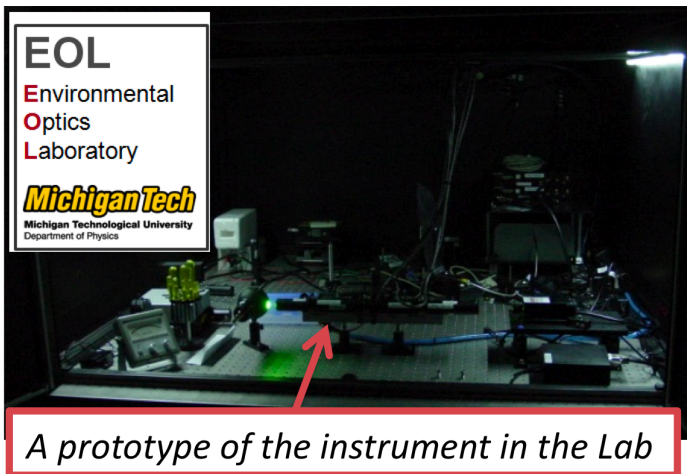 EOL
Environmental
Optics
Laboratory
MichiganTech
Michigan Technological University
Department of Physics
A prototype of the instrument in the Lab